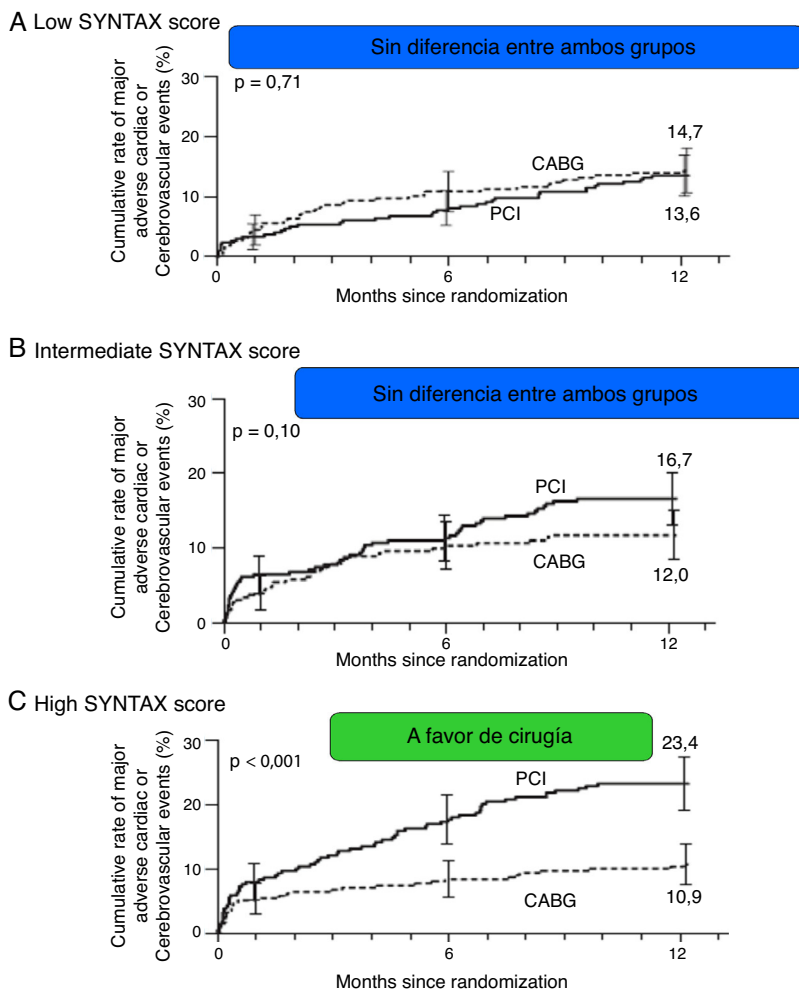 A Low SYNTAX score
Sin diferencia entre ambos grupos
Cumulative rate of major
adverse cardiac or
Cerebrovascular events (%)
30
20
10
0
p = 0,71
CABG
PCI
14,7
13,6
0
6
12
Months since randomization
B Intermediate SYNTAX score
Sin diferencia entre ambos grupos
Cumulative rate of major
adverse cardiac or
Cerebrovascular events (%)
30
20
10
0
p = 0,10
PCI
CABG
16,7
12,0
0
6
12
Months since randomization
C High SYNTAX score
A favor de cirugía
Cumulative rate of major
adverse cardiac or
Cerebrovascular events (%)
30
20
10
0
p < 0,001
PCI
CABG
23,4
10,9
0
6
12
Months since randomization